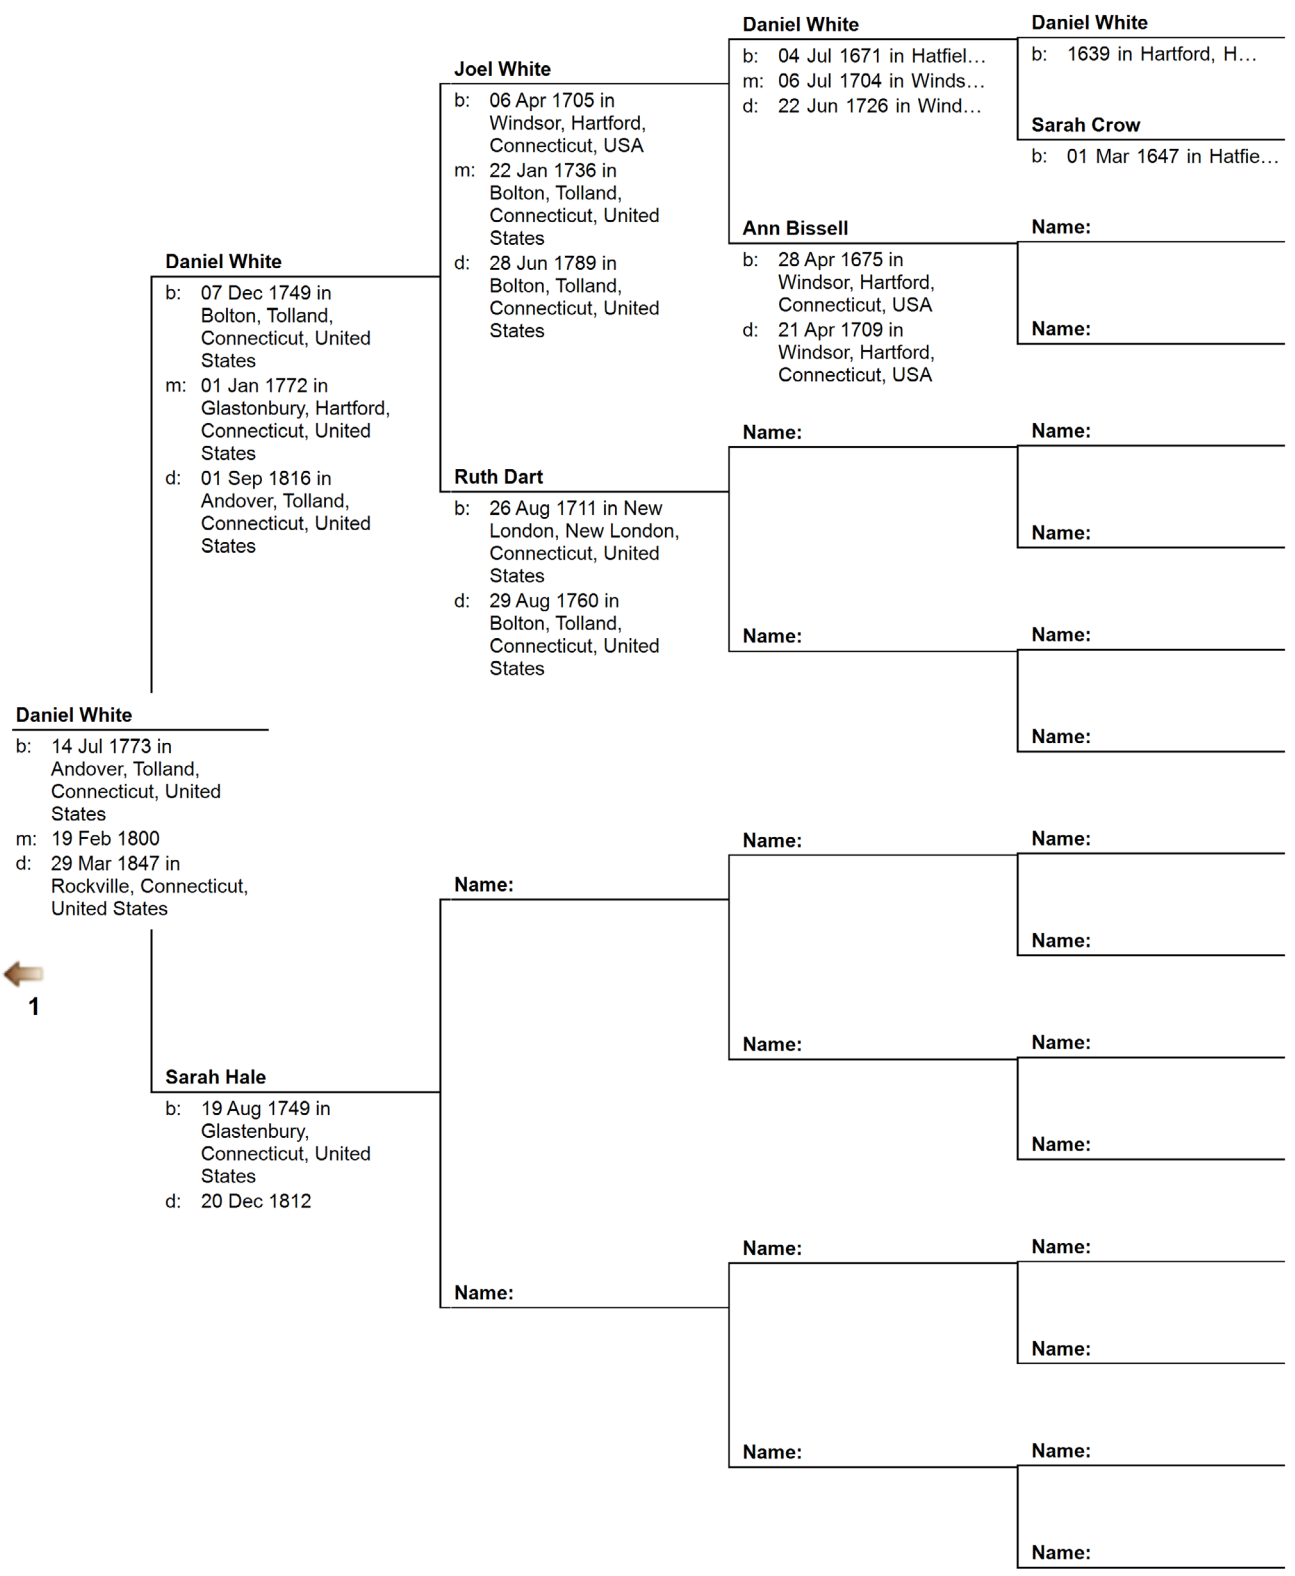 Daniel White
b: 14 Jul 1773 in
Andover, Tolland,
Connecticut, United
States
m: 19 Feb 1800
d: 29 Mar 1847 in
Rockville, Connecticut,
United States
1
Daniel White
b: 07 Dec 1749 in
Bolton, Tolland,
Connecticut, United
States
m: 01 Jan 1772 in
Glastonbury, Hartford,
Connecticut, United
States
d: 01 Sep 1816 in
Andover, Tolland,
Connecticut, United
States
Sarah Hale
b: 19 Aug 1749 in
Glastenbury,
Connecticut, United
States
d: 20 Dec 1812
Joel White
b: 06 Apr 1705 in
Windsor, Hartford,
Connecticut, USA
m: 22 Jan 1736 in
Bolton, Tolland,
Connecticut, United
States
d: 28 Jun 1789 in
Bolton, Tolland,
Connecticut, United
States
Ruth Dart
b: 26 Aug 1711 in New
London, New London,
Connecticut, United
States
d: 29 Aug 1760 in
Bolton, Tolland,
Connecticut, United
States
Name:
Name:
Daniel White
b: 04 Jul 1671 in Hatfiel...
m: 06 Jul 1704 in Winds...
d: 22 Jun 1726 in Wind...
Ann Bissell
b: 28 Apr 1675 in
Windsor, Hartford,
Connecticut, USA
d: 21 Apr 1709 in
Windsor, Hartford,
Connecticut, USA
Name:
Name:
Name:
Name:
Name:
Name:
Daniel White
b: 1639 in Hartford, H...
Sarah Crow
b: 01 Mar 1647 in Hatfie...
Name:
Name:
Name:
Name:
Name:
Name:
Name:
Name:
Name:
Name:
Name:
Name:
Name:
Name: